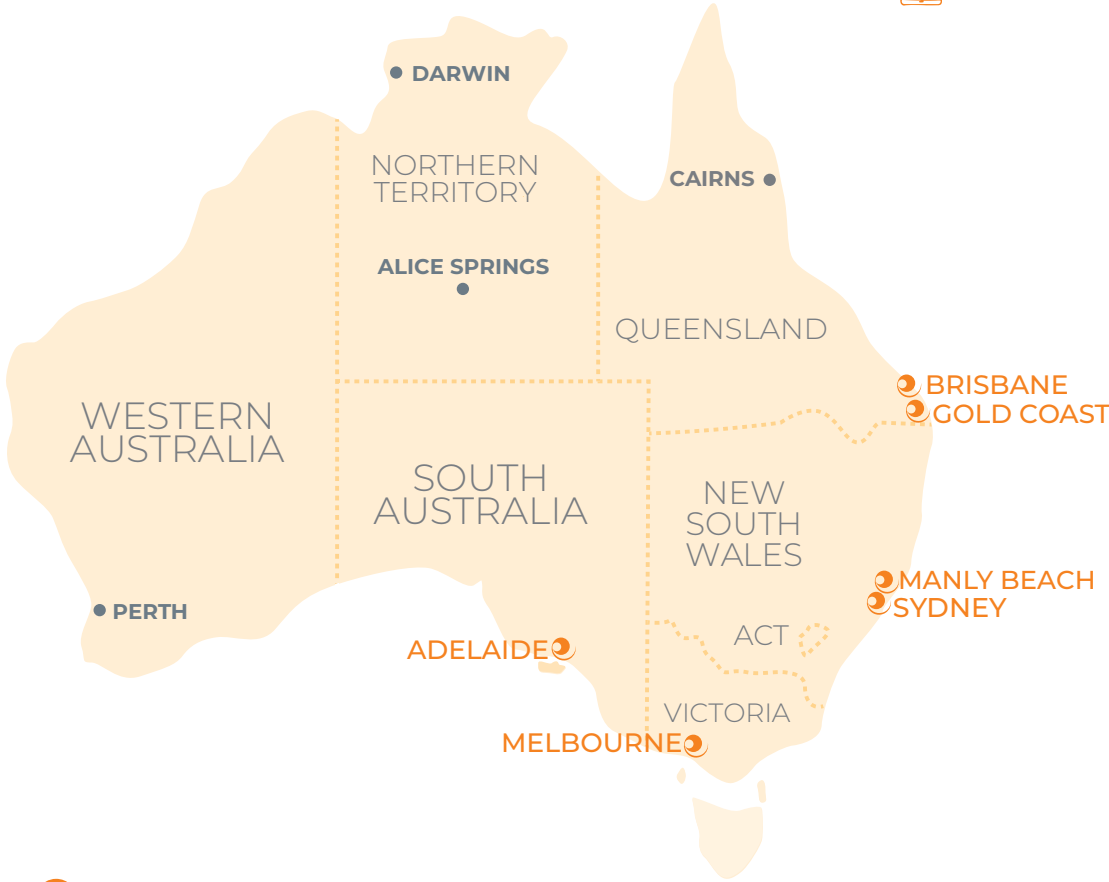 DARWIN
NORTHERN
TERRITORY
CAIRNS
ALICE SPRINGS
QUEENSLAND
BRISBANE
GOLD COAST
WESTERN
AUSTRALIA
SOUTH
AUSTRALIA
NEW
SOUTH
WALES
MANLY BEACH
SYDNEY
PERTH
ACT
ADELAIDE
VICTORIA
MELBOURNE